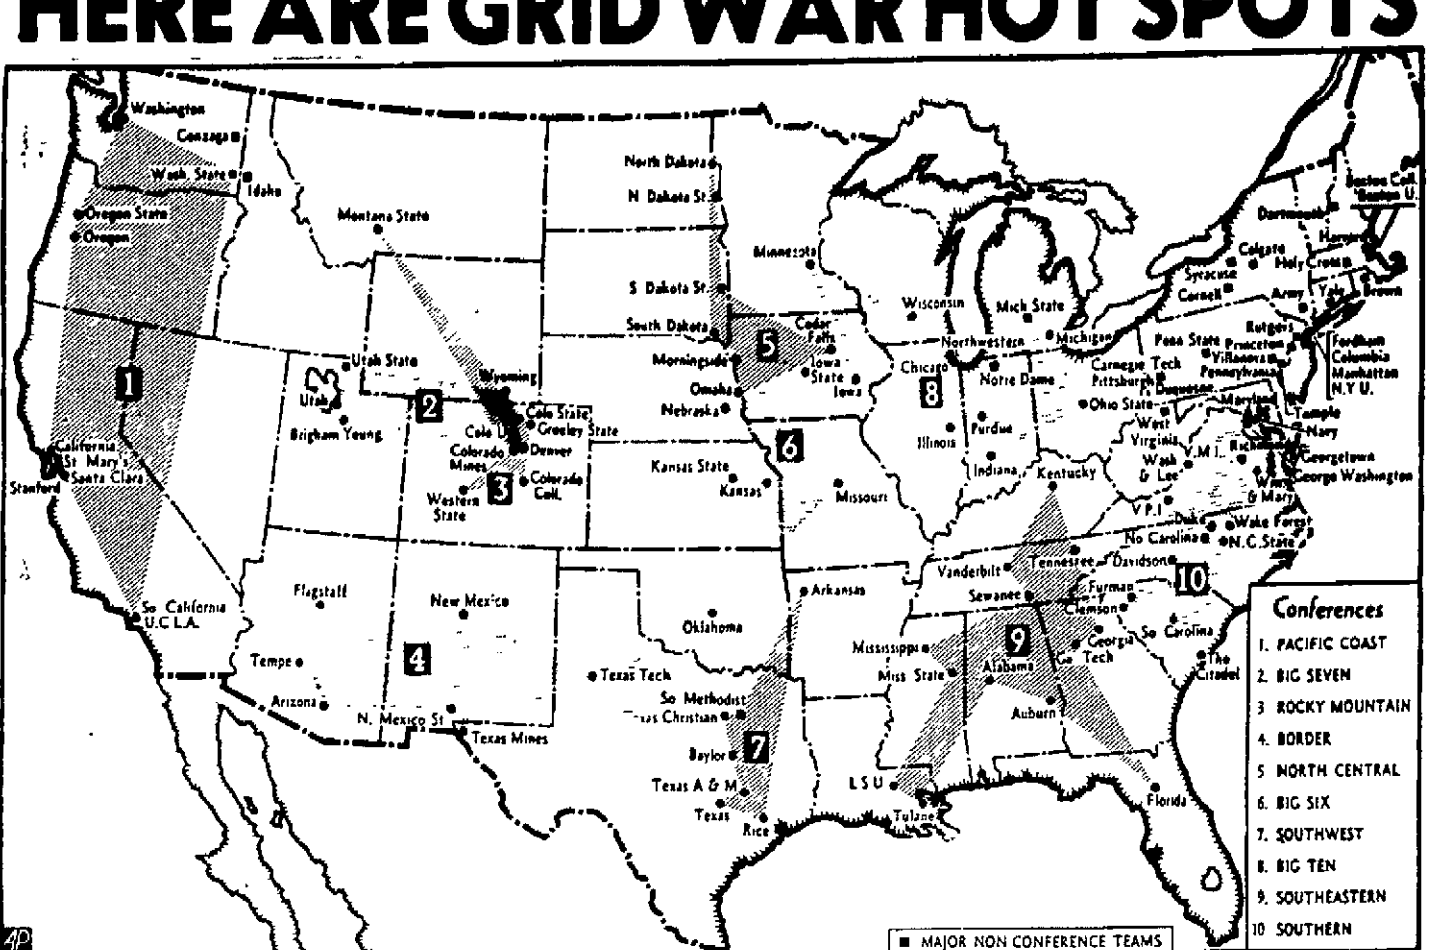 HERE ARE GRID WAR HOT SPOTS
Washington
Gonzaga
Wash. State
Idaho
Oregon State
Oregon
Montana State
North Dakota
N Dakota St.
Minnesota
S Dakota St.
South Dakota
Cedar
Falls
Morningside
5
Iowa
State
Iowa
Omaha
Nebraska
Wisconsin
Mich State
Northwestern
Michigan
Chicago
Notre Dame
8
Purdue
Illinois
Indiana
Dartmouth
Boston Coll.
Boston U.
Harvard
Colgate
Holy Cross
Syracuse
Cornell
Army
Yale
Brown
Rutgers
Penn State
Princeton
Villanova
Pennsylvania
Fordham
Columbia
Manhattan
N.Y U.
Carnegie Tech
Pittsburgh
Duquesne
Ohio State
Maryland
Temple
Navy
West
Virginia
V.M.I.
Richmond
Georgetown
George Washington
Wash
& Lee
Wm
& Mary
V P I
1
Utah State
Utah
Brigham Young
2
Wyoming
Colo State
Greeley State
Colo U
Colorado
Mines
Denver
3
Colorado
Coll.
Western
State
California
St Mary's
Santa Clara
Stanford
6
Kansas State
Kansas
Missouri
Kentucky
Duke
Wake Forest
No Carolina
N.C. State
Vanderbilt
Tennessee
Davidson
10
Sewanee
Furman
Clemson
So Carolina
9
Georgia
Ga
Tech
The
Citadel
Mississippi
Miss State
Alabama
Auburn
So California
U.C.L.A.
Flagstaff
New Mexico
Tempe
4
Arizona
N. Mexico St
Texas Mines
Oklahoma
Arkansas
Texas Tech
So Methodist
as Christian
Baylor
7
Texas A & M
Texas
Rice
L S U
Tulane
Florida
Conferences
1. PACIFIC COAST
2. BIG SEVEN
3 ROCKY MOUNTAIN
4. BORDER
5 NORTH CENTRAL
6. BIG SIX
7. SOUTHWEST
8. BIG TEN
9. SOUTHEASTERN
10 SOUTHERN
■ MAJOR NON CONFERENCE TEAMS
AP